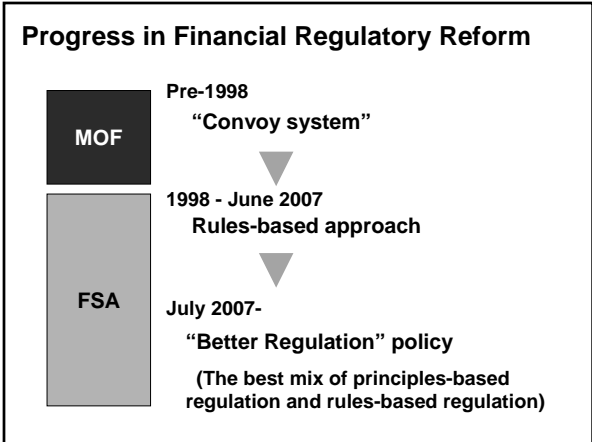 Progress in Financial Regulatory Reform
MOF
Pre-1998
“Convoy system”
1998 - June 2007
Rules-based approach
FSA
July 2007-
“Better Regulation” policy
(The best mix of principles-based
regulation and rules-based regulation)